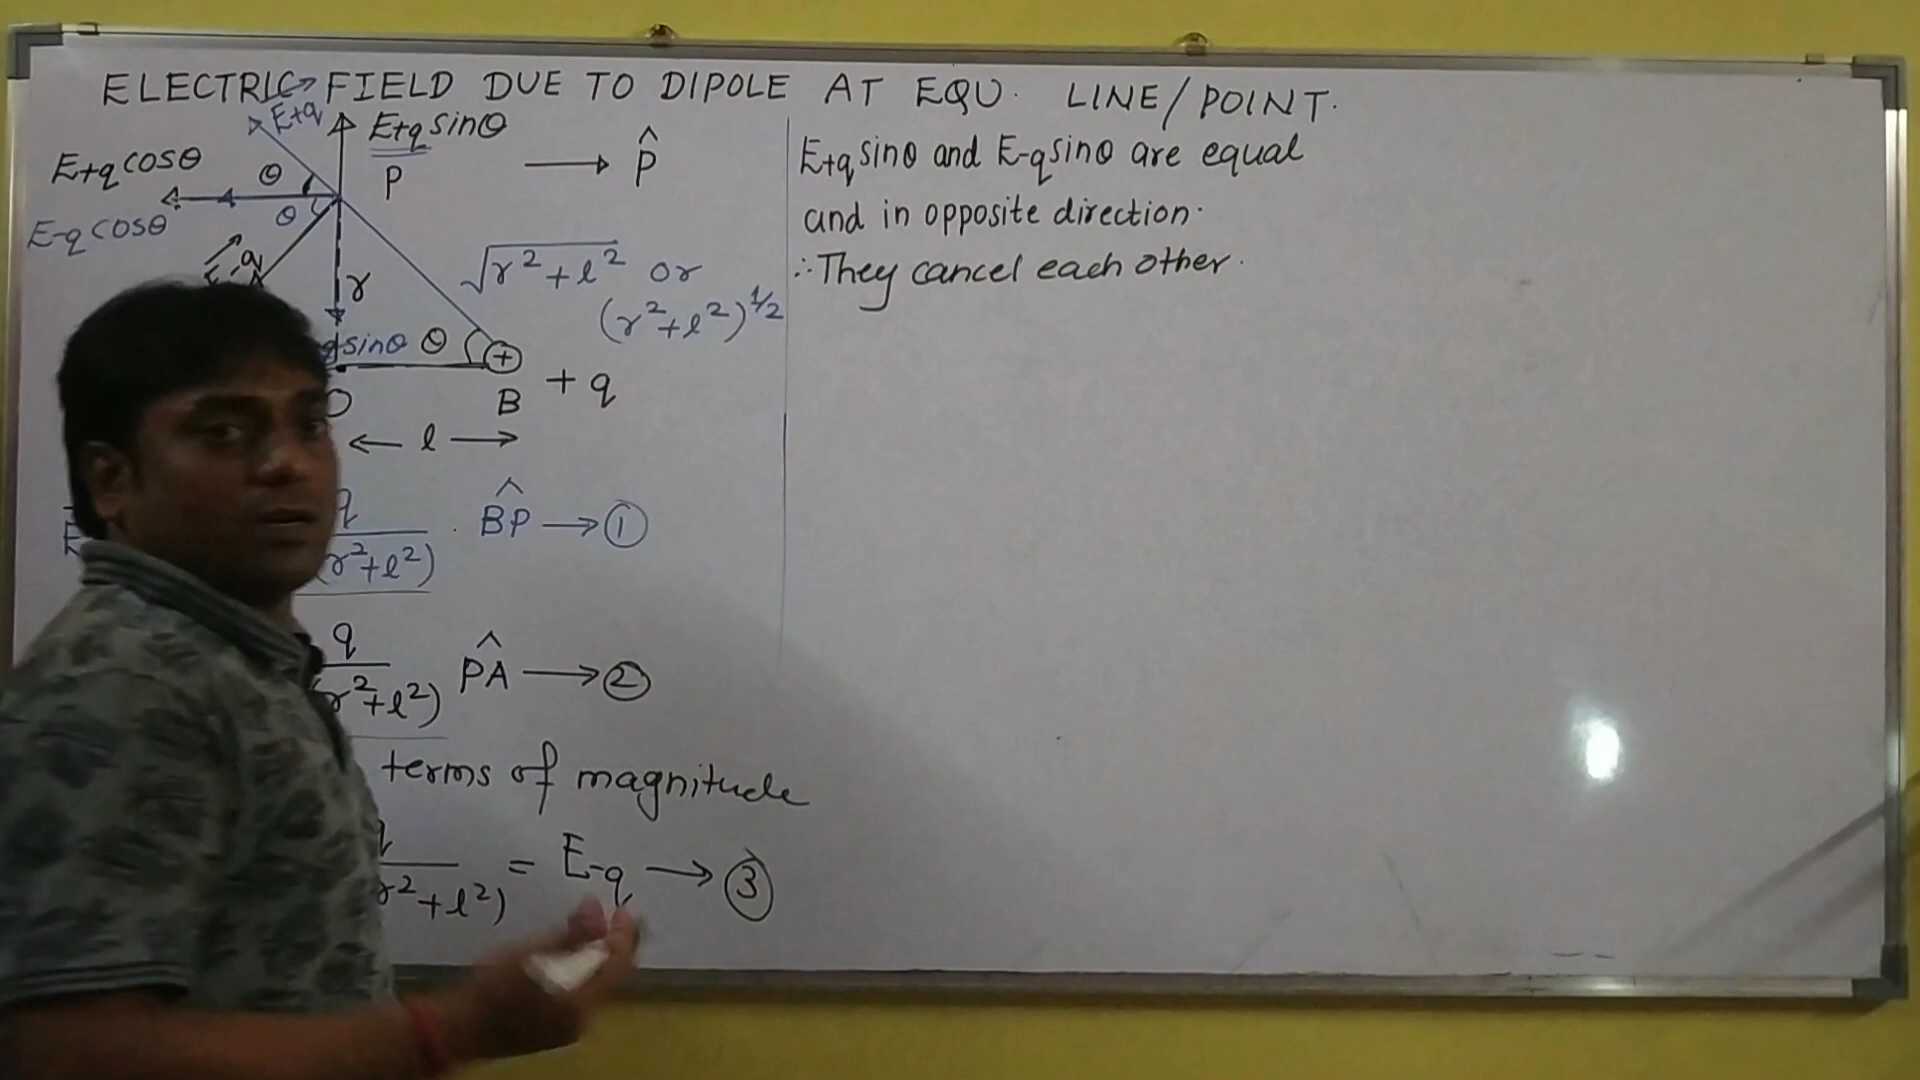 ELECTRIC FIELD DUE TO DIPOLE AT EQU. LINE/POINT.
E+q
E+q sinθ
E+q cosθ
θ
P
→ P̂
E-q cosθ
θ
E-q
r
√r²+l² or
(r²+l²)^1/2
sinθ
θ
+
B
+q
← l →
q
(r²+l²)
. B̂P → ①
q
(r²+l²)
P̂A → ②
terms of magnitude
(r²+l²)
= E-q → ③
E+q sinθ and E-q sinθ are equal
and in opposite direction.
∴ They cancel each other.